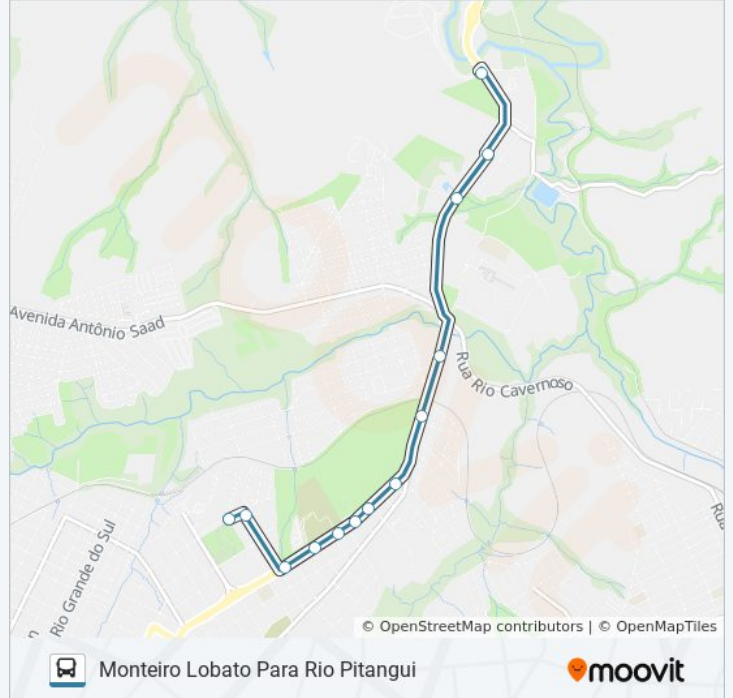 Avenida Antônio Saad
Rua Rio Cavernoso
Rio Grande do Sul
Rua
n
© OpenStreetMap contributors | © OpenMapTiles
Monteiro Lobato Para Rio Pitangui
moovit